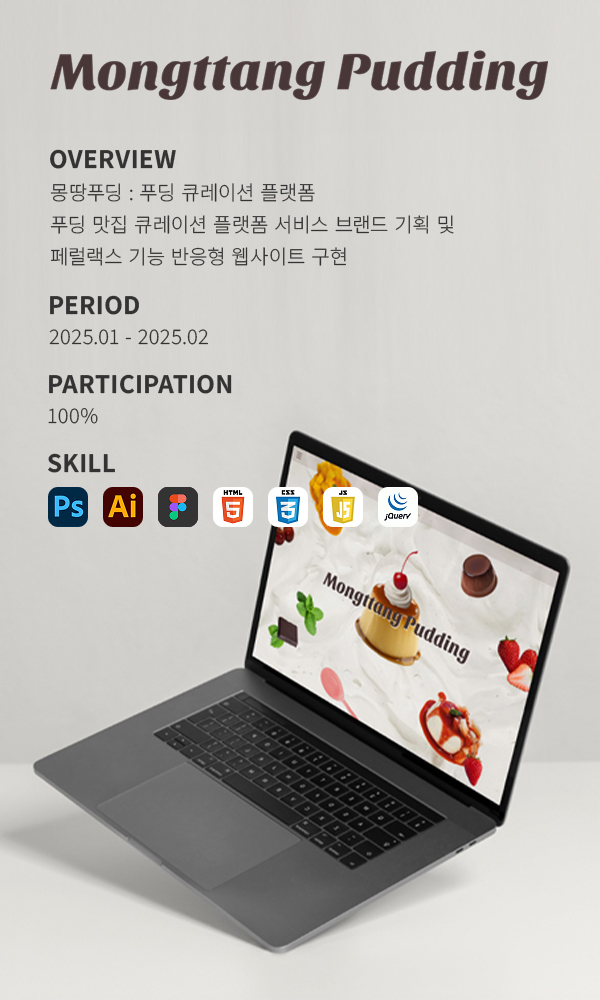 Mongttang Pudding
OVERVIEW
몽땅푸딩 : 푸딩 큐레이션 플랫폼
푸딩 맛집 큐레이션 플랫폼 서비스 브랜드 기획 및
페럴랙스 기능 반응형 웹사이트 구현
PERIOD
2025.01 - 2025.02
PARTICIPATION
100%
SKILL
Ps Ai HTML 5 CSS 3 JS JS jQuery
Mongttang Pudding